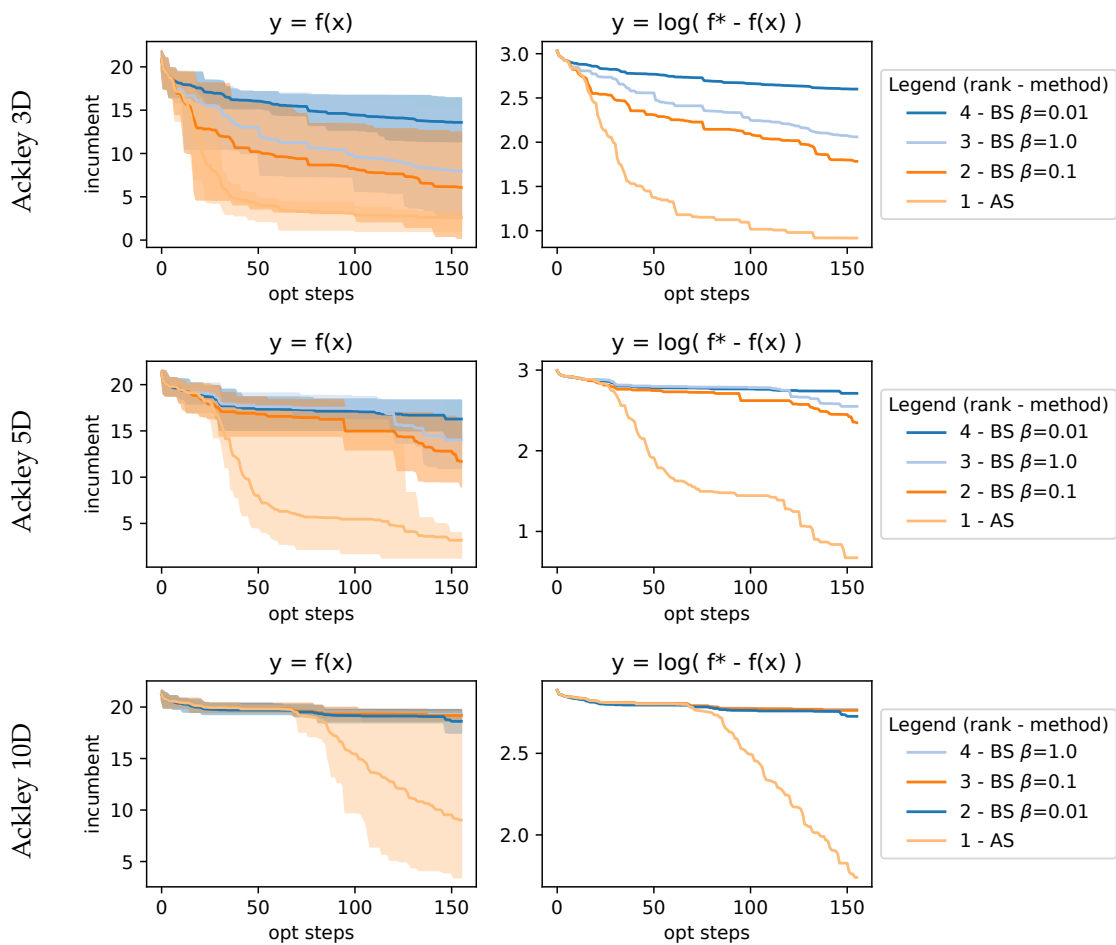 Ackley 3D
y = f(x)
incumbent
20
15
10
5
0
0
50
100
150
opt steps
y = log( f* - f(x) )
3.0
2.5
2.0
1.5
1.0
0
50
100
150
opt steps
Legend (rank - method)
4 - BS β=0.01
3 - BS β=1.0
2 - BS β=0.1
1 - AS
Ackley 5D
y = f(x)
incumbent
20
15
10
5
0
50
100
150
opt steps
y = log( f* - f(x) )
3
2
1
0
50
100
150
opt steps
Legend (rank - method)
4 - BS β=0.01
3 - BS β=1.0
2 - BS β=0.1
1 - AS
Ackley 10D
y = f(x)
incumbent
20
15
10
5
0
50
100
150
opt steps
y = log( f* - f(x) )
2.5
2.0
0
50
100
150
opt steps
Legend (rank - method)
4 - BS β=1.0
3 - BS β=0.1
2 - BS β=0.01
1 - AS